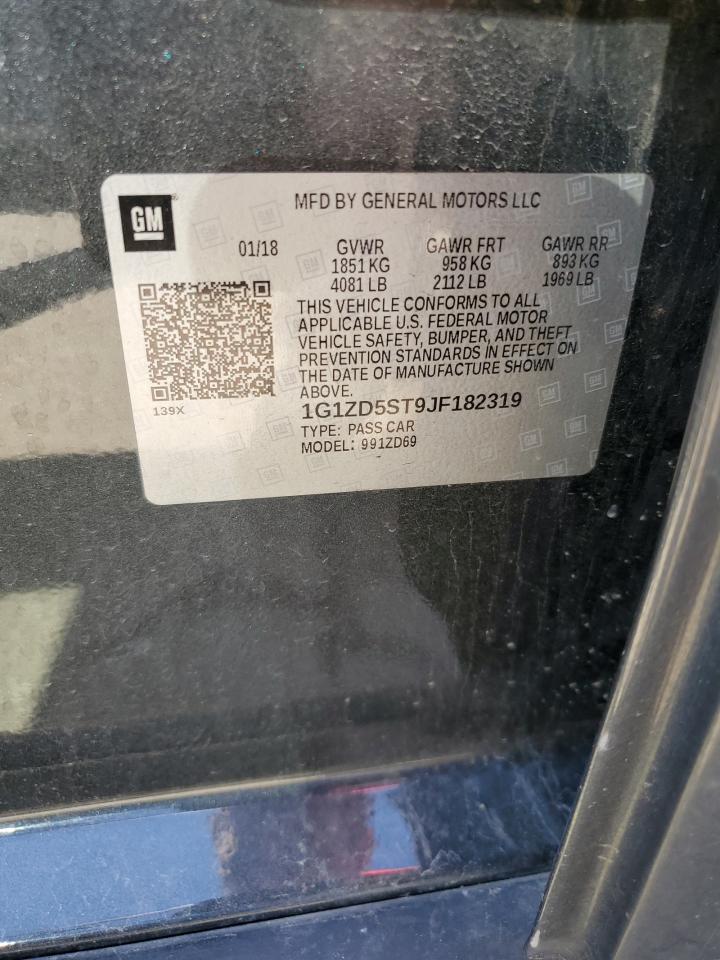 GM
MFD BY GENERAL MOTORS LLC
01/18 GVWR GAWR FRT GAWR RR
1851 KG 958 KG 893 KG
4081 LB 2112 LB 1969 LB
THIS VEHICLE CONFORMS TO ALL
APPLICABLE U.S. FEDERAL MOTOR
VEHICLE SAFETY, BUMPER, AND THEFT
PREVENTION STANDARDS IN EFFECT ON
THE DATE OF MANUFACTURE SHOWN
ABOVE.
139X
1G1ZD5ST9JF182319
TYPE: PASS CAR
MODEL: 991ZD69